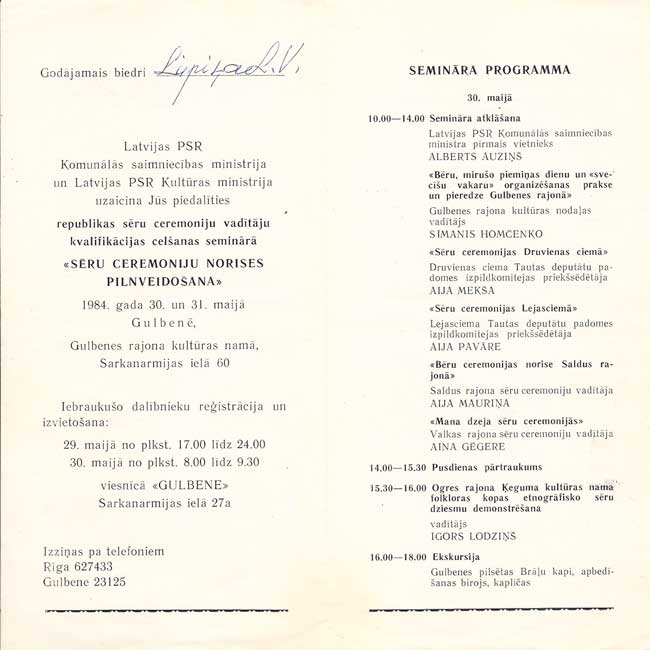 Godājamais biedri Liepiņa L. V.
Latvijas PSR
Komunālās saimniecības ministrija
un Latvijas PSR Kultūras ministrija
uzaicina Jūs piedalīties
republikas sēru ceremoniju vadītāju
kvalifikācijas celšanas seminārā
«SĒRU CEREMONIJU NORISES
PILNVEIDOŠANA»
1984. gada 30. un 31. maijā
Gulbenē,
Gulbenes rajona kultūras namā,
Sarkanarmijas ielā 60
Iebraukušo dalībnieku reģistrācija un
izvietošana:
29. maijā no plkst. 17.00 līdz 24.00
30. maijā no plkst. 8.00 līdz 9.30
viesnīcā «GULBENE»
Sarkanarmijas ielā 27a
Izziņas pa telefoniem
Rīga 627433
Gulbene 23125
SEMINĀRA PROGRAMMA
30. maijā
10.00—14.00 Semināra atklāšana
Latvijas PSR Komunālās saimniecības
ministra pirmais vietnieks
ALBERTS AUZIŅŠ
«Bēru, mirušo piemiņas dienu un «sve-
cīšu vakaru» organizēšanas prakse
un pieredze Gulbenes rajonā»
Gulbenes rajona kultūras nodaļas
vadītājs
SĪMANIS HOMČENKO
«Sēru ceremonijas Druvienas ciemā»
Druvienas ciema Tautas deputātu pa-
domes izpildkomitejas priekšsēdētāja
AIJA MEKŠA
«Sēru ceremonijas Lejasciemā»
Lejasciema Tautas deputātu padomes
izpildkomitejas priekšsēdētāja
AIJA PAVĀRE
«Bēru ceremonijas norise Saldus ra-
jonā»
Saldus rajona sēru ceremoniju vadītāja
AIJA MAURIŅA
«Mana dzeja sēru ceremonijās»
Valkas rajona sēru ceremoniju vadītāja
AINA GĒGERE
14.00—15.30 Pusdienas pārtraukums
15.30—16.00 Ogres rajona Ķeguma kultūras nama
folkloras kopas etnogrāfisko sēru
dziesmu demonstrēšana
vadītājs
IGORS LODZIŅŠ
16.00—18.00 Ekskursija
Gulbenes pilsētas Brāļu kapi, apbedī-
šanas birojs, kapličas